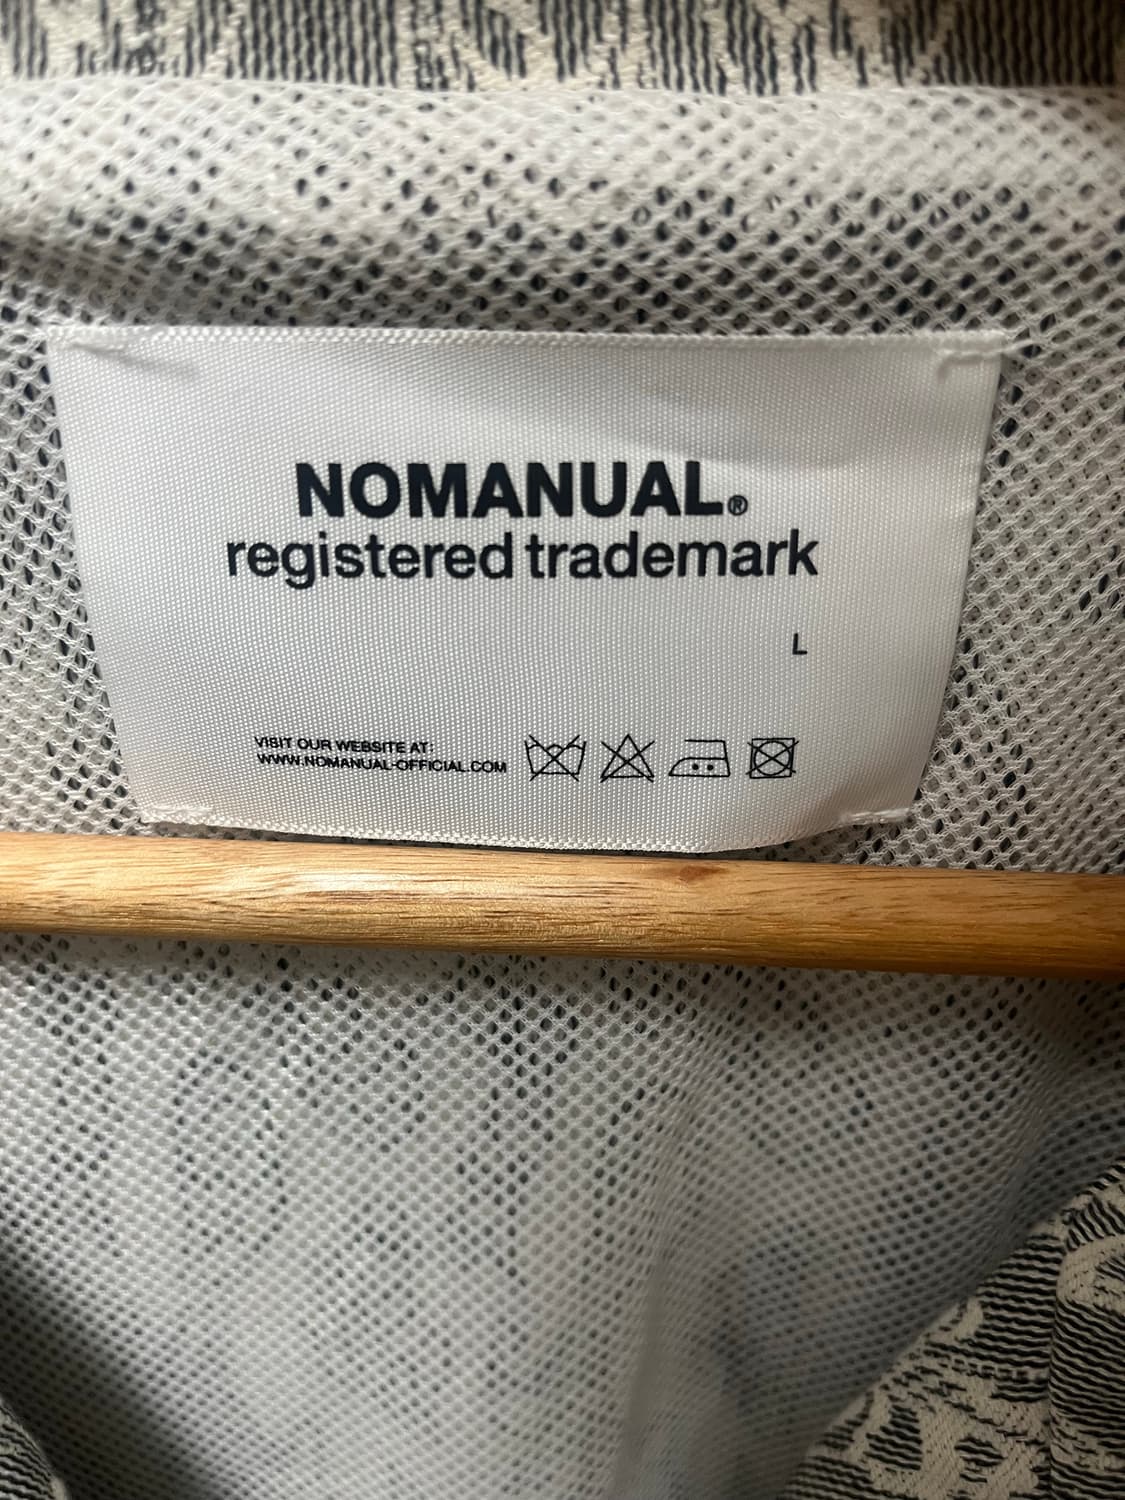 NOMANUAL®
registered trademark
L
VISIT OUR WEBSITE AT:
WWW.NOMANUAL-OFFICIAL.COM